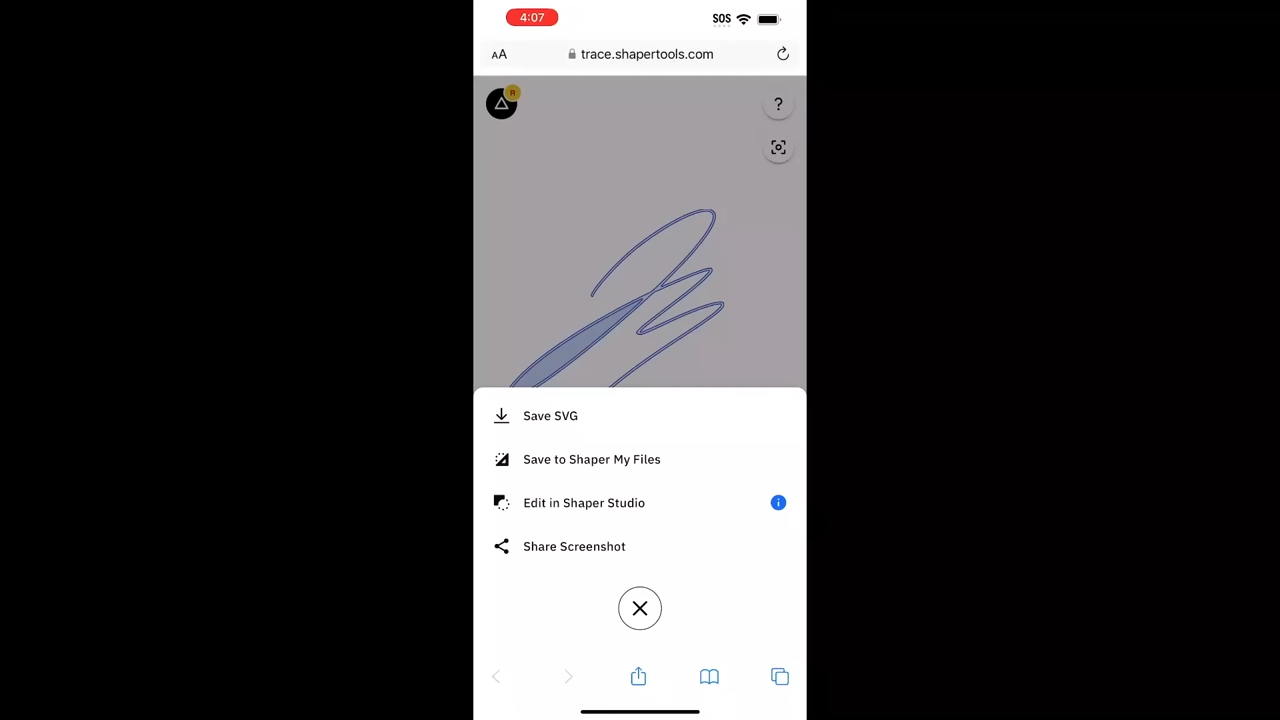 4:07
SOS
AA
trace.shapertools.com
R
?
Save SVG
Save to Shaper My Files
Edit in Shaper Studio
i
Share Screenshot